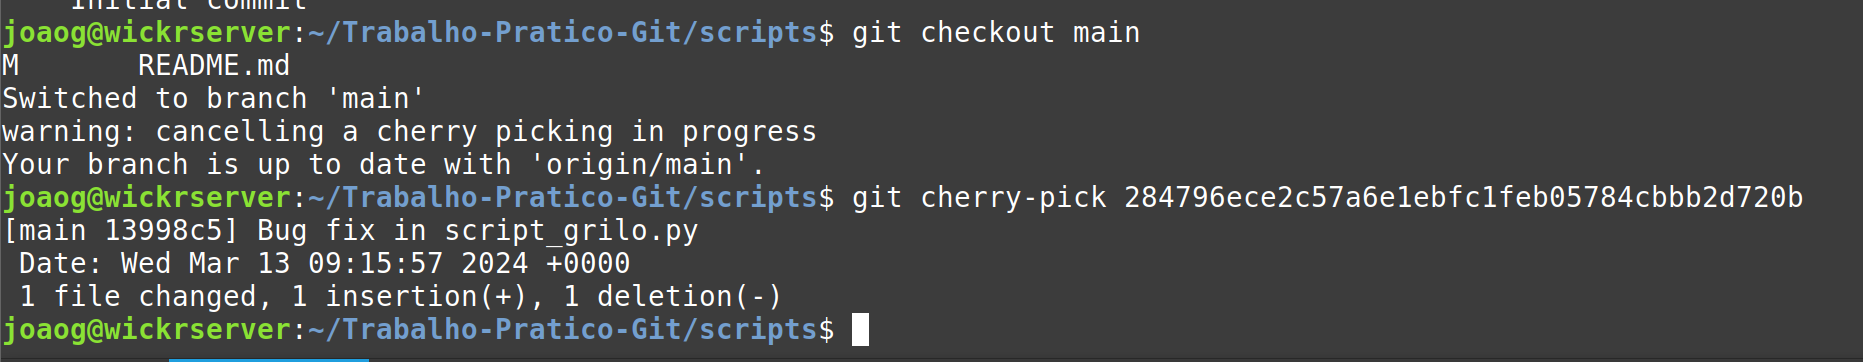 Initial commit
joaog@wickrserver:~/Trabalho-Pratico-Git/scripts$ git checkout main
M       README.md
Switched to branch 'main'
warning: cancelling a cherry picking in progress
Your branch is up to date with 'origin/main'.
joaog@wickrserver:~/Trabalho-Pratico-Git/scripts$ git cherry-pick 284796ece2c57a6e1ebfc1feb05784cbbb2d720b
[main 13998c5] Bug fix in script_grilo.py
 Date: Wed Mar 13 09:15:57 2024 +0000
 1 file changed, 1 insertion(+), 1 deletion(-)
joaog@wickrserver:~/Trabalho-Pratico-Git/scripts$